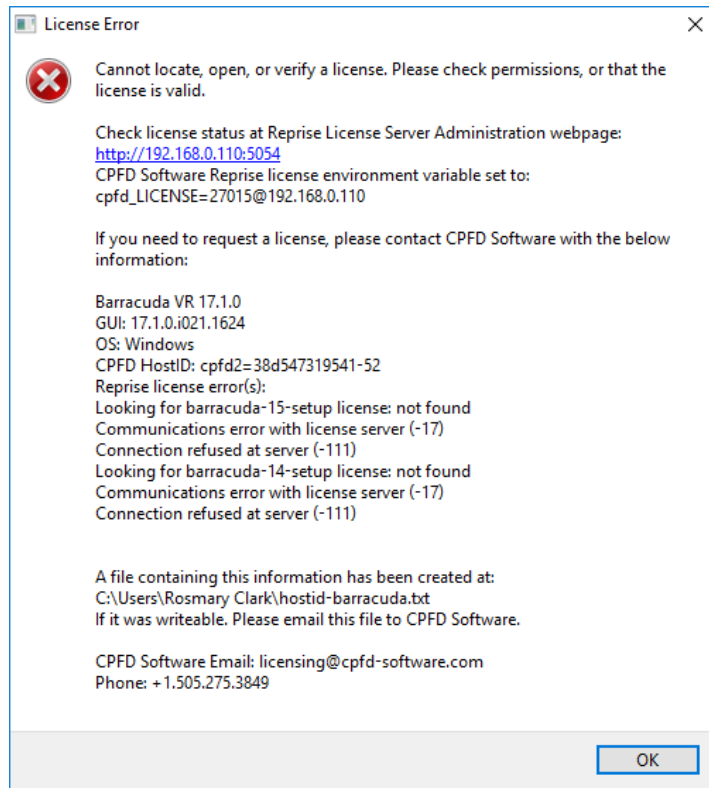 License Error
Cannot locate, open, or verify a license. Please check permissions, or that the
license is valid.
Check license status at Reprise License Server Administration webpage:
http://192.168.0.110:5054
CPFD Software Reprise license environment variable set to:
cpfd_LICENSE=27015@192.168.0.110
If you need to request a license, please contact CPFD Software with the below
information:
Barracuda VR 17.1.0
GUI: 17.1.0.i021.1624
OS: Windows
CPFD HostID: cpfd2=38d547319541-52
Reprise license error(s):
Looking for barracuda-15-setup license: not found
Communications error with license server (-17)
Connection refused at server (-111)
Looking for barracuda-14-setup license: not found
Communications error with license server (-17)
Connection refused at server (-111)
A file containing this information has been created at:
C:\Users\Rosmary Clark\hostid-barracuda.txt
If it was writeable. Please email this file to CPFD Software.
CPFD Software Email: licensing@cpfd-software.com
Phone: +1.505.275.3849
OK